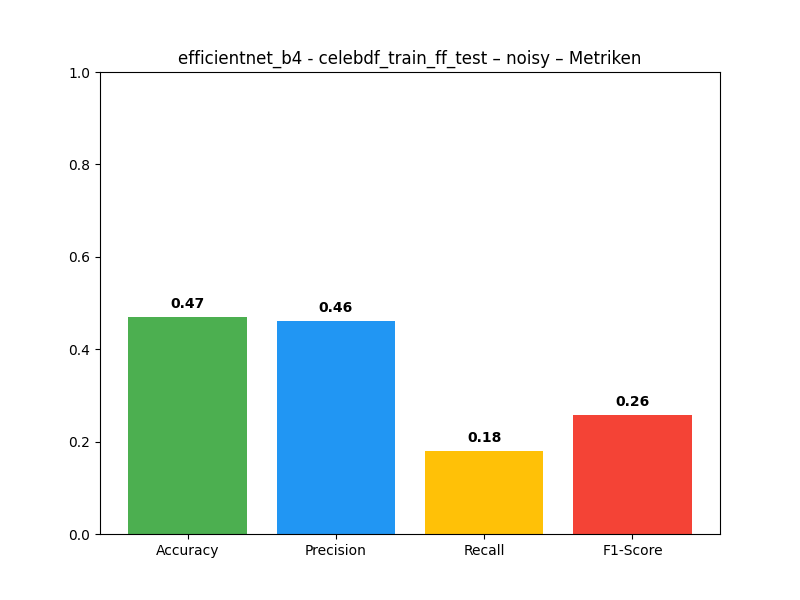 efficientnet_b4 - celebdf_train_ff_test – noisy – Metriken
1.0
0.8
0.6
0.4
0.2
0.0
0.47
0.46
0.18
0.26
Accuracy
Precision
Recall
F1-Score